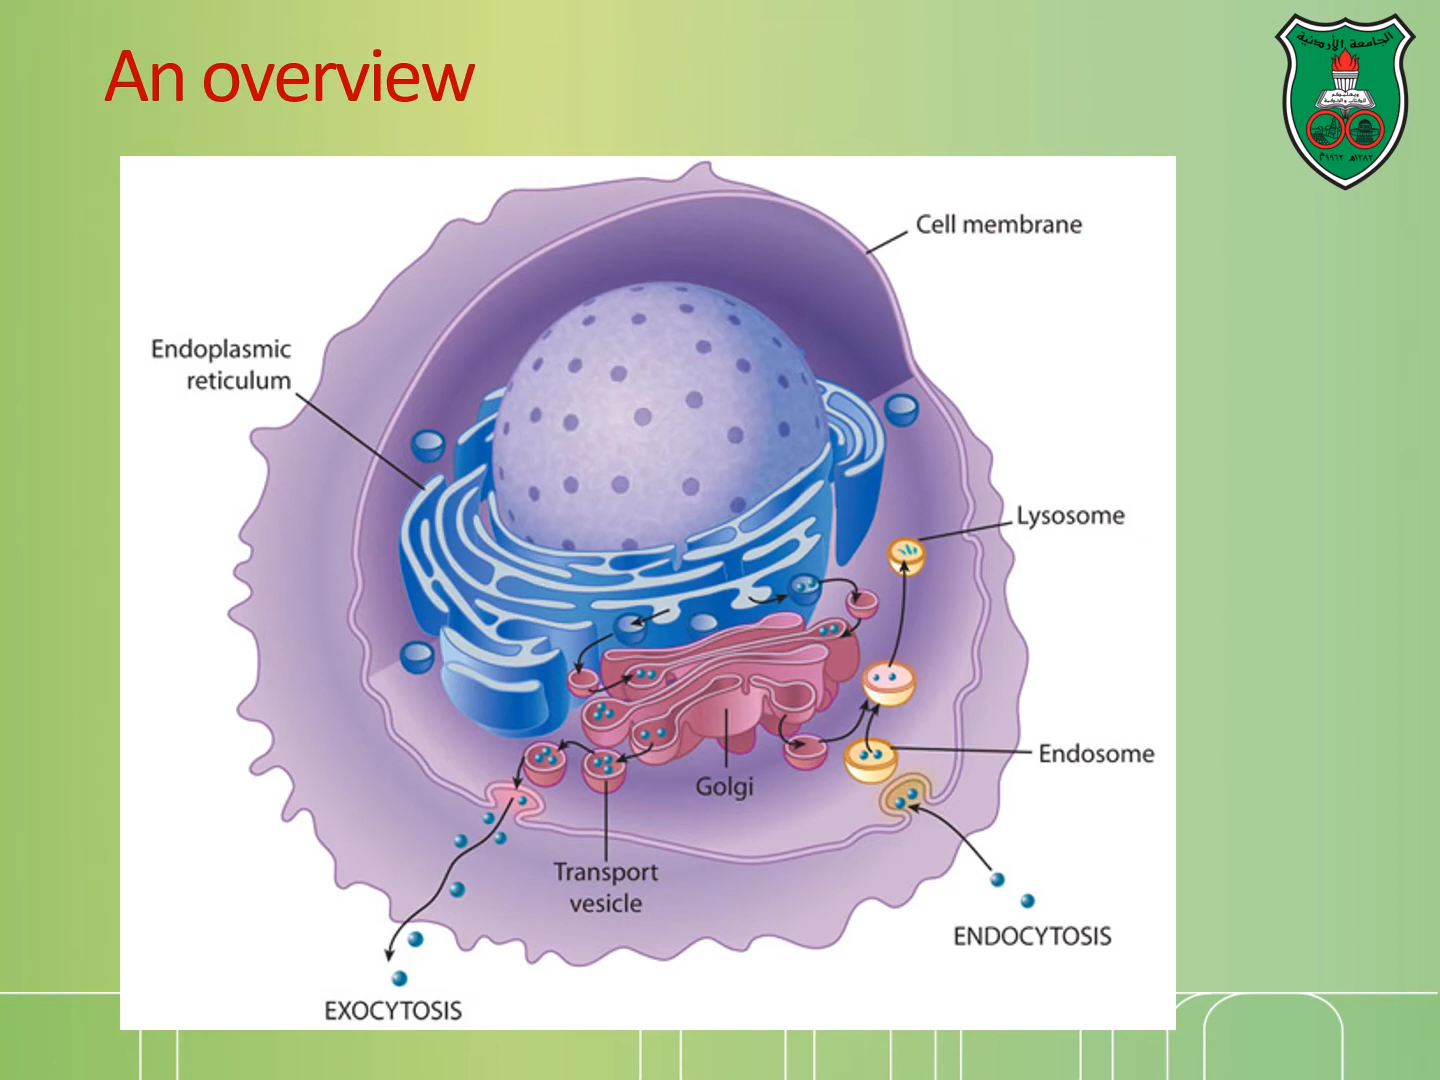 An overview
الجامعة الأردنية
Cell membrane
Endoplasmic
reticulum
Lysosome
Endosome
Golgi
Transport
vesicle
ENDOCYTOSIS
EXOCYTOSIS